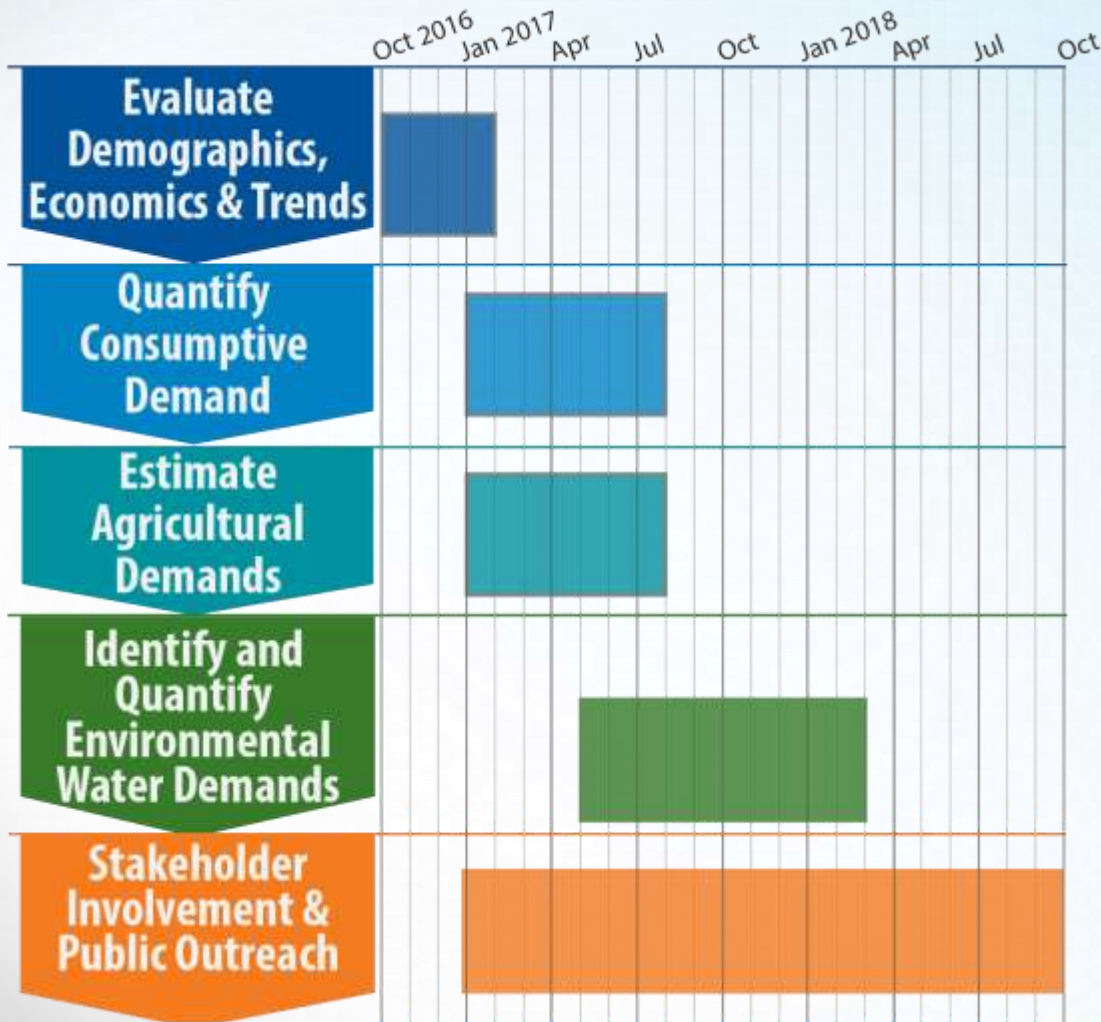 Oct 2016 Jan 2017 Apr Jul Oct Jan 2018 Apr Jul Oct
Evaluate
Demographics,
Economics & Trends
Quantify
Consumptive
Demand
Estimate
Agricultural
Demands
Identify and
Quantify
Environmental
Water Demands
Stakeholder
Involvement &
Public Outreach